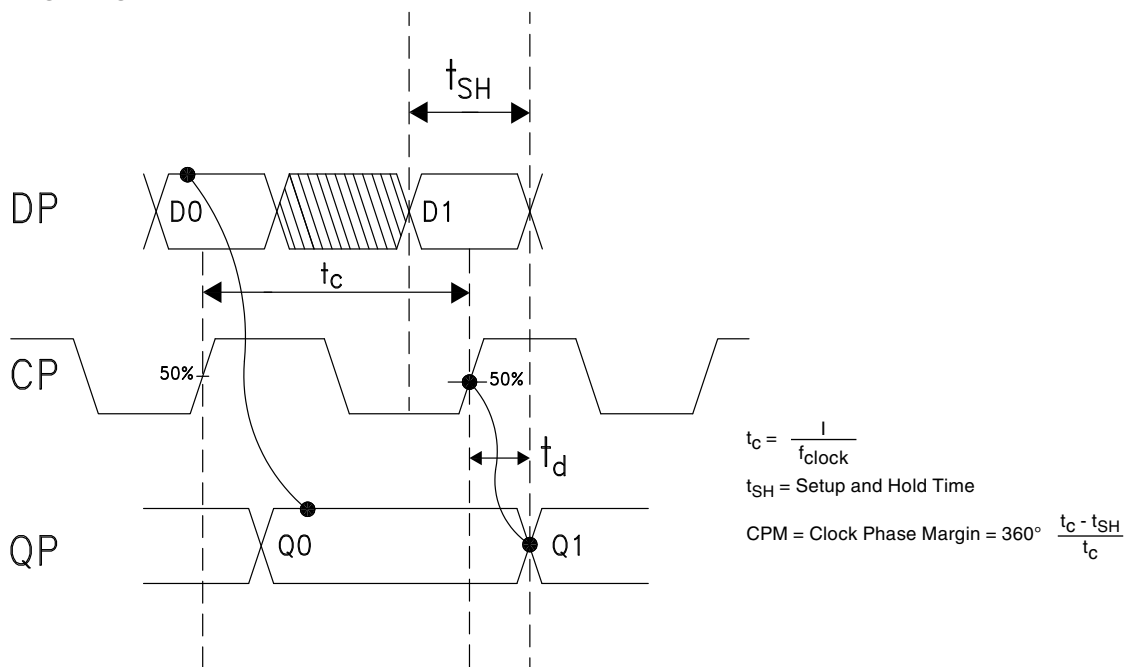 tSH
DP
D0
D1
tC
CP
50%
50%
td
QP
Q0
Q1
tC = I / fclock
tSH = Setup and Hold Time
CPM = Clock Phase Margin = 360° tC - tSH / tC